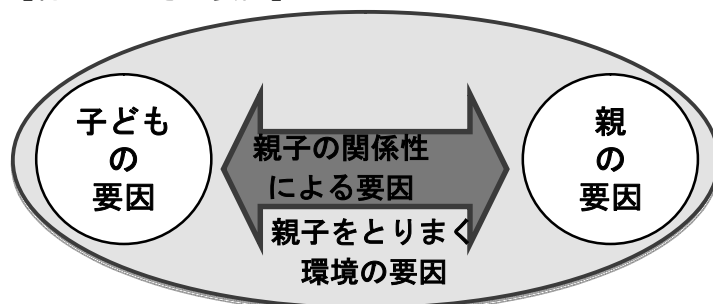 子ども
の
要因
親子の関係性
による要因
親子をとりまく
環境の要因
親
の
要因